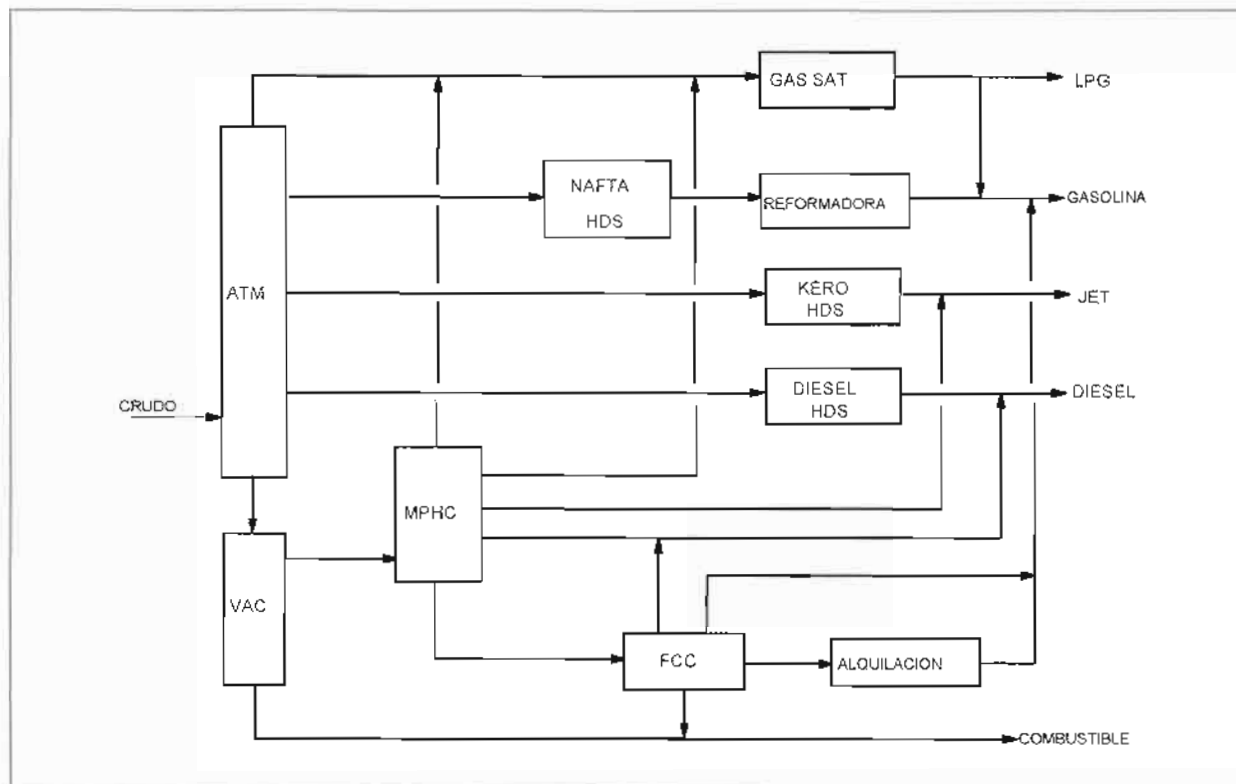 GAS SAT
LPG
NAFTA
HDS
REFORMADORA
GASOLINA
ATM
KERO
HDS
JET
CRUDO
DIESEL
HDS
DIESEL
MPHC
VAC
FCC
ALQUILACION
COMBUSTIBLE